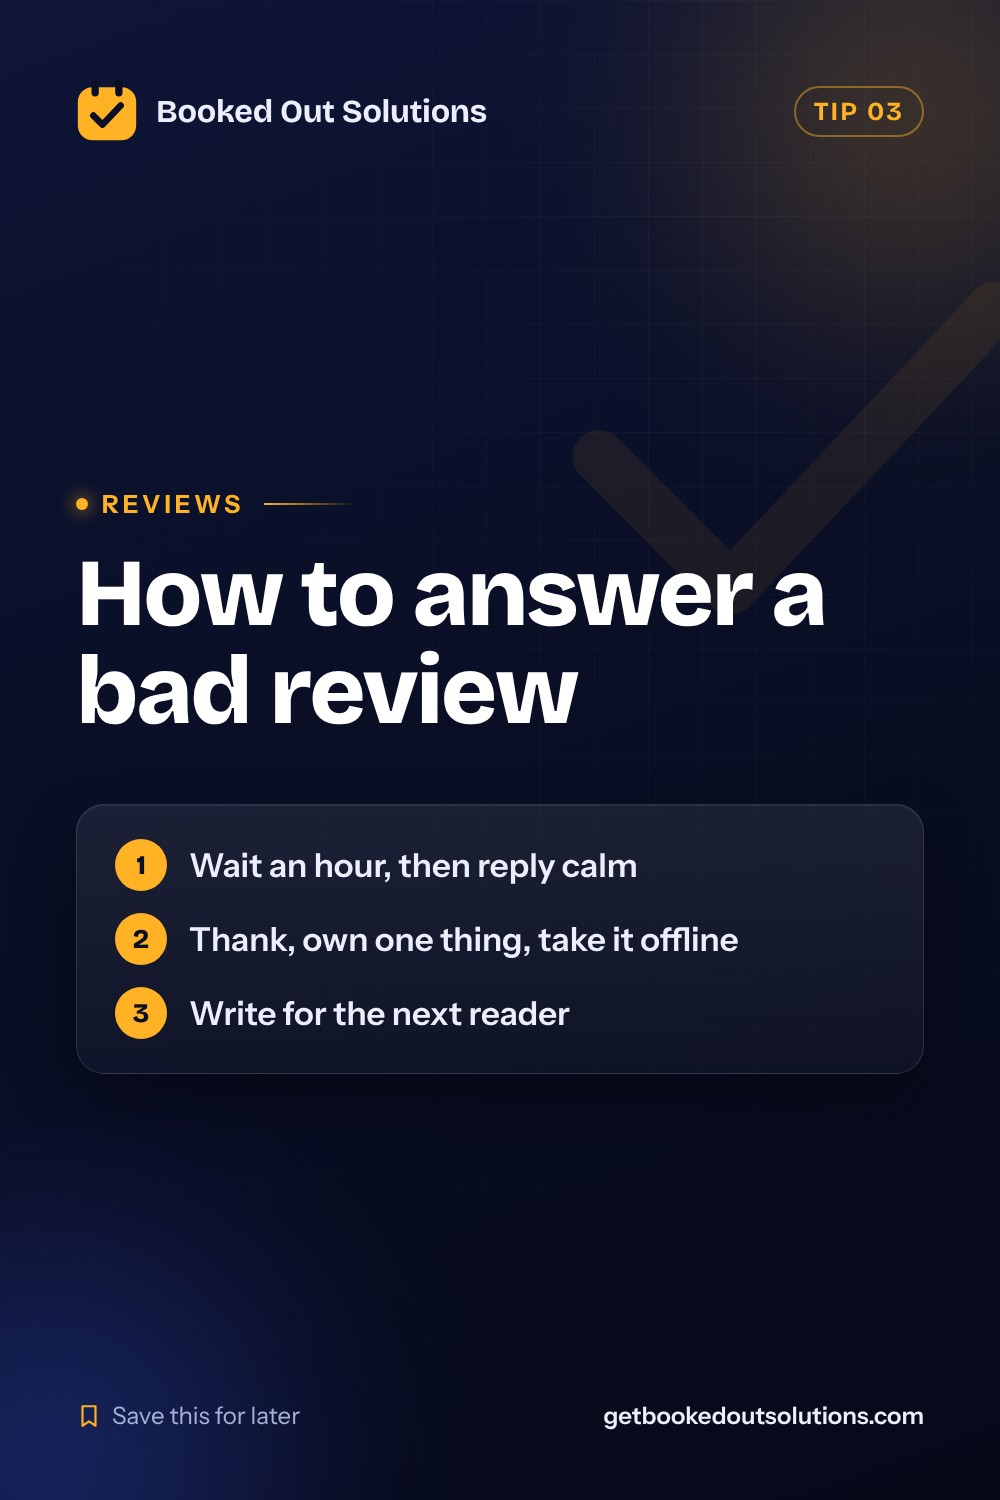 Booked Out Solutions
TIP 03
REVIEWS
How to answer a
bad review
1 Wait an hour, then reply calm
2 Thank, own one thing, take it offline
3 Write for the next reader
Save this for later
getbookedoutsolutions.com